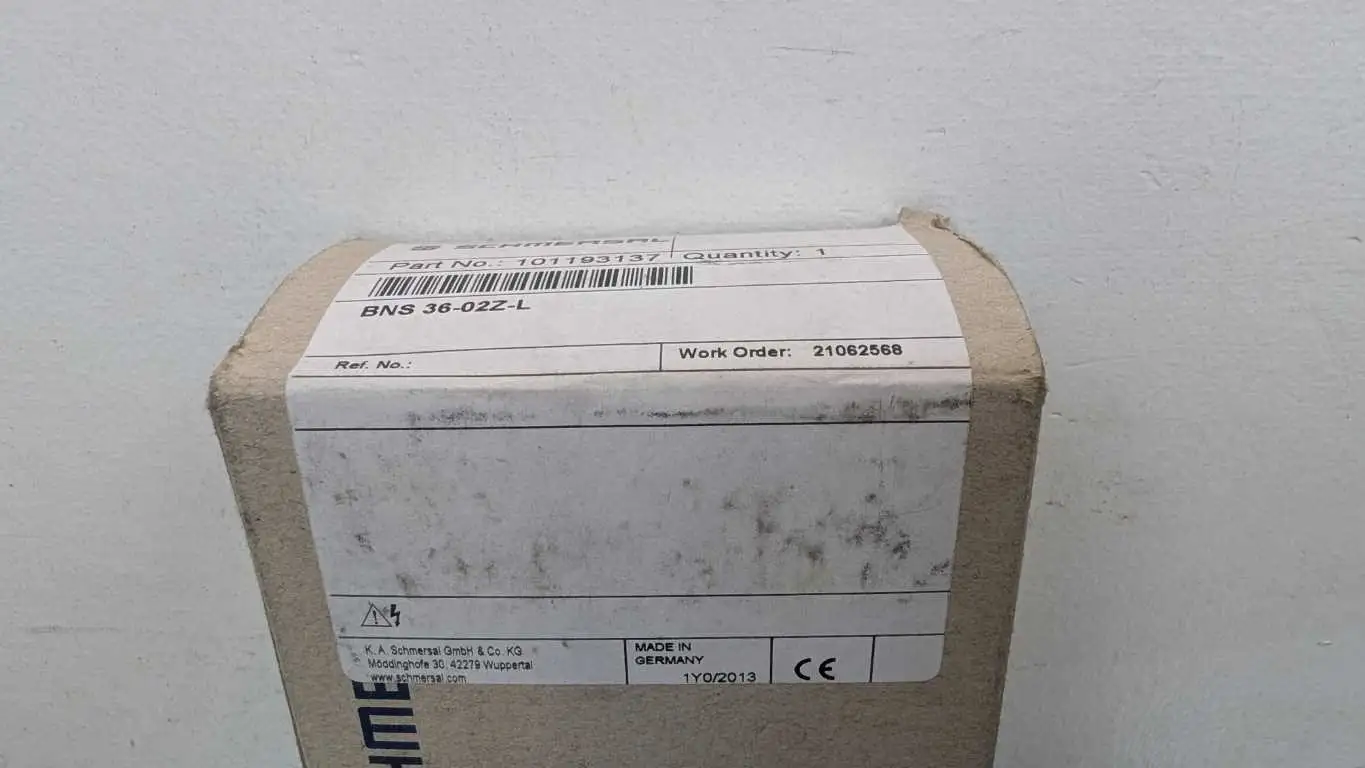 SCHMERSAL
Part No.: 101193137 Quantity: 1
BNS 36-02Z-L
Ref. No.: Work Order: 21062568
K. A. Schmersal GmbH & Co. KG
Möddinghofe 30, 42279 Wuppertal
www.schmersal.com
MADE IN
GERMANY
1Y0/2013
CE
HME